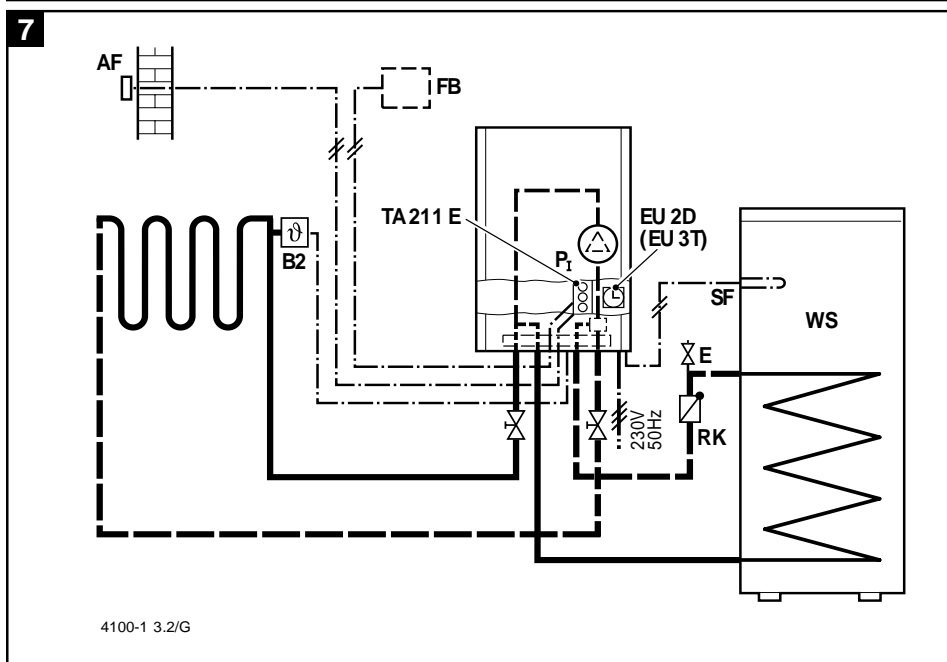 7
AF
FB
TA 211 E
EU 2D
(EU 3T)
PI
ϑ
B2
SF
WS
E
230V
50Hz
RK
4100-1 3.2/G